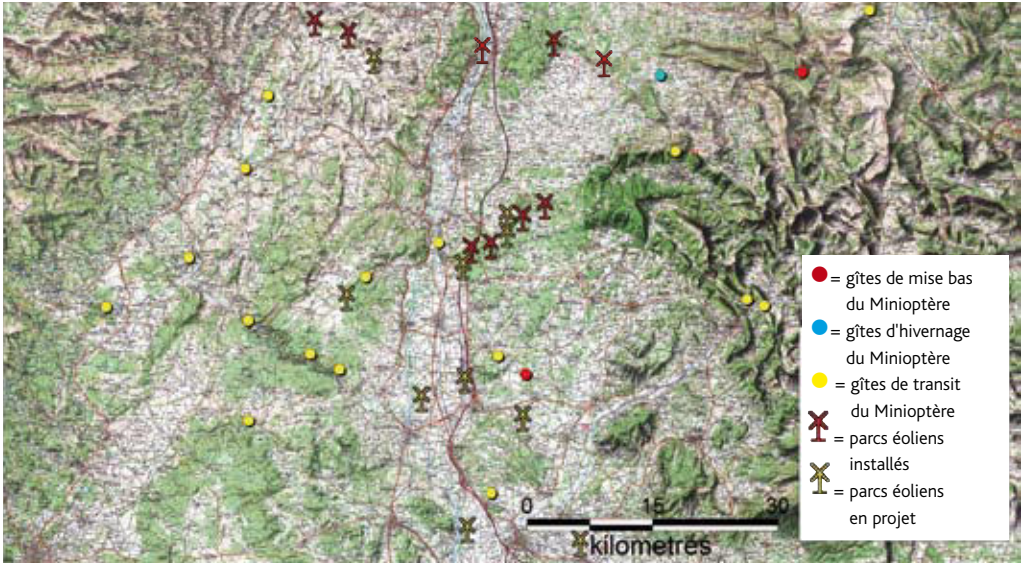 = gîtes de mise bas
du Minioptère
= gîtes d'hivernage
du Minioptère
= gîtes de transit
du Minioptère
= parcs éoliens
installés
= parcs éoliens
en projet
0 15 30
kilometres